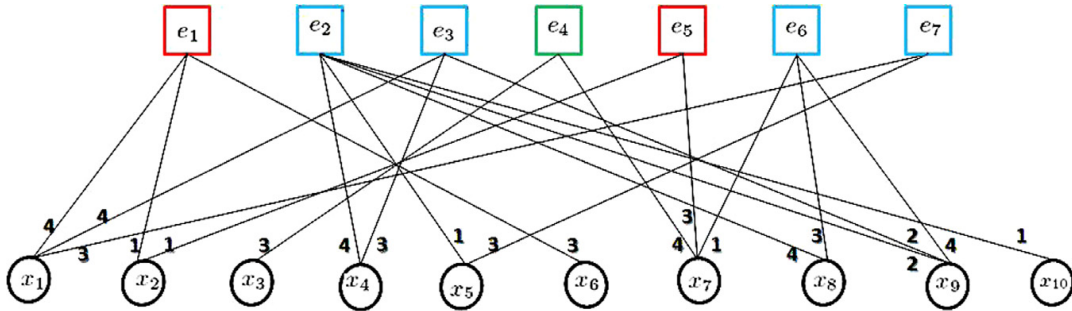 e₁ e₂ e₃ e₄ e₅ e₆ e₇
4 4 3 1 1 3 4 3 1 3 3 4 3 1 4 3 2 2 4 1
x₁ x₂ x₃ x₄ x₅ x₆ x₇ x₈ x₉ x₁₀